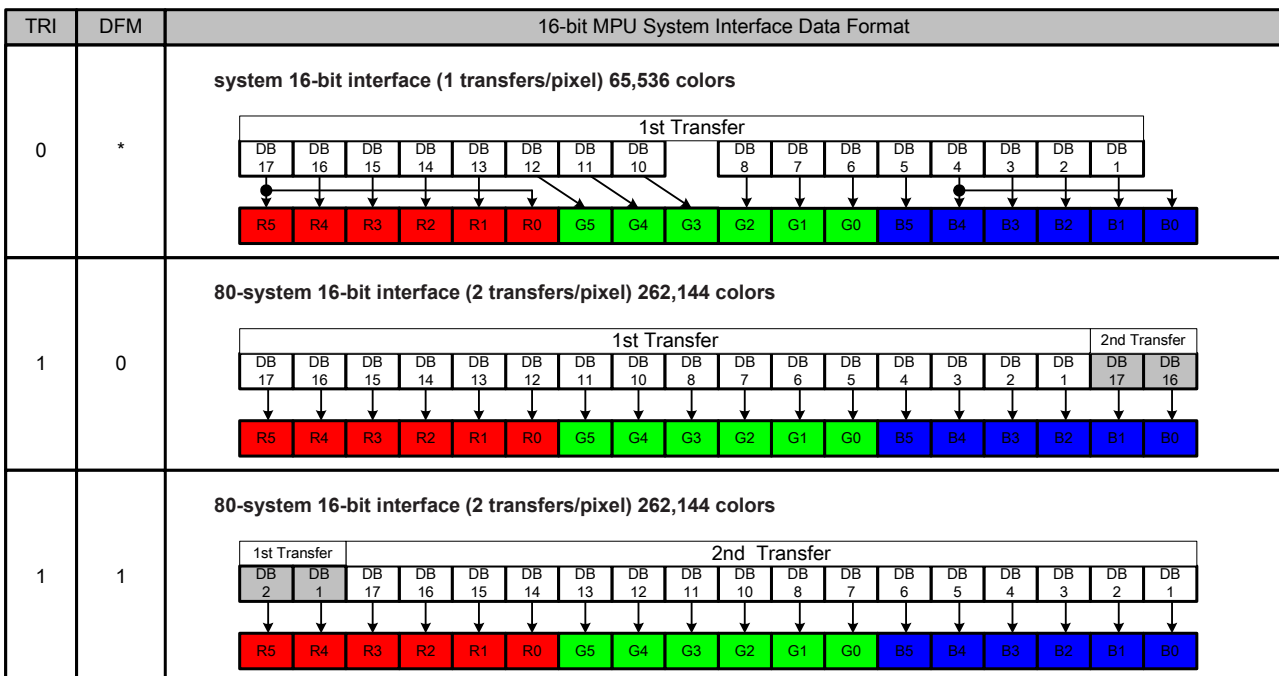 TRI DFM 16-bit MPU System Interface Data Format
0 *
system 16-bit interface (1 transfers/pixel) 65,536 colors
1st Transfer
DB DB DB DB DB DB DB DB DB DB DB DB DB DB DB DB
17 16 15 14 13 12 11 10 8 7 6 5 4 3 2 1
R5 R4 R3 R2 R1 R0 G5 G4 G3 G2 G1 G0 B5 B4 B3 B2 B1 B0
1 0
80-system 16-bit interface (2 transfers/pixel) 262,144 colors
1st Transfer 2nd Transfer
DB DB DB DB DB DB DB DB DB DB DB DB DB DB DB DB DB DB
17 16 15 14 13 12 11 10 8 7 6 5 4 3 2 1 17 16
R5 R4 R3 R2 R1 R0 G5 G4 G3 G2 G1 G0 B5 B4 B3 B2 B1 B0
1 1
80-system 16-bit interface (2 transfers/pixel) 262,144 colors
1st Transfer 2nd Transfer
DB DB DB DB DB DB DB DB DB DB DB DB DB DB DB DB DB DB
2 1 17 16 15 14 13 12 11 10 8 7 6 5 4 3 2 1
R5 R4 R3 R2 R1 R0 G5 G4 G3 G2 G1 G0 B5 B4 B3 B2 B1 B0